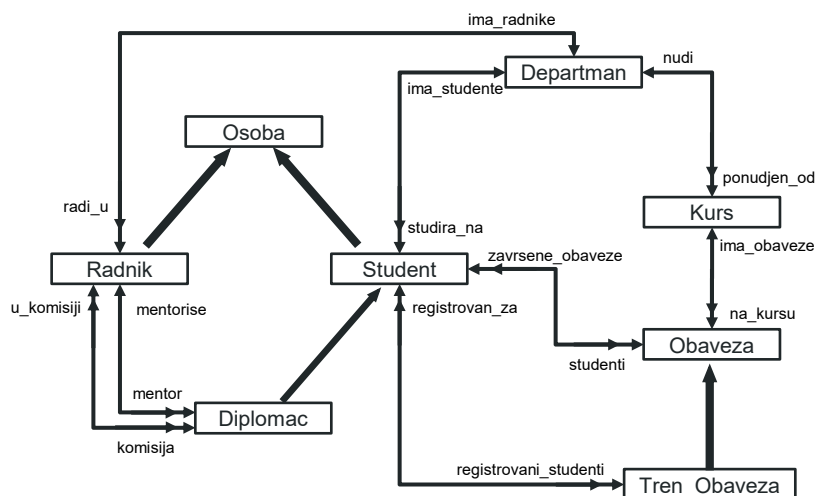 ima_radnike
Departman
nudi
ima_studente
Osoba
ponudjen_od
radi_u
Kurs
studira_na
ima_obaveze
zavrsene_obaveze
Radnik
Student
u_komisiji
mentorise
registrovan_za
na_kursu
Obaveza
studenti
mentor
Diplomac
komisija
registrovani_studenti
Tren_Obaveza